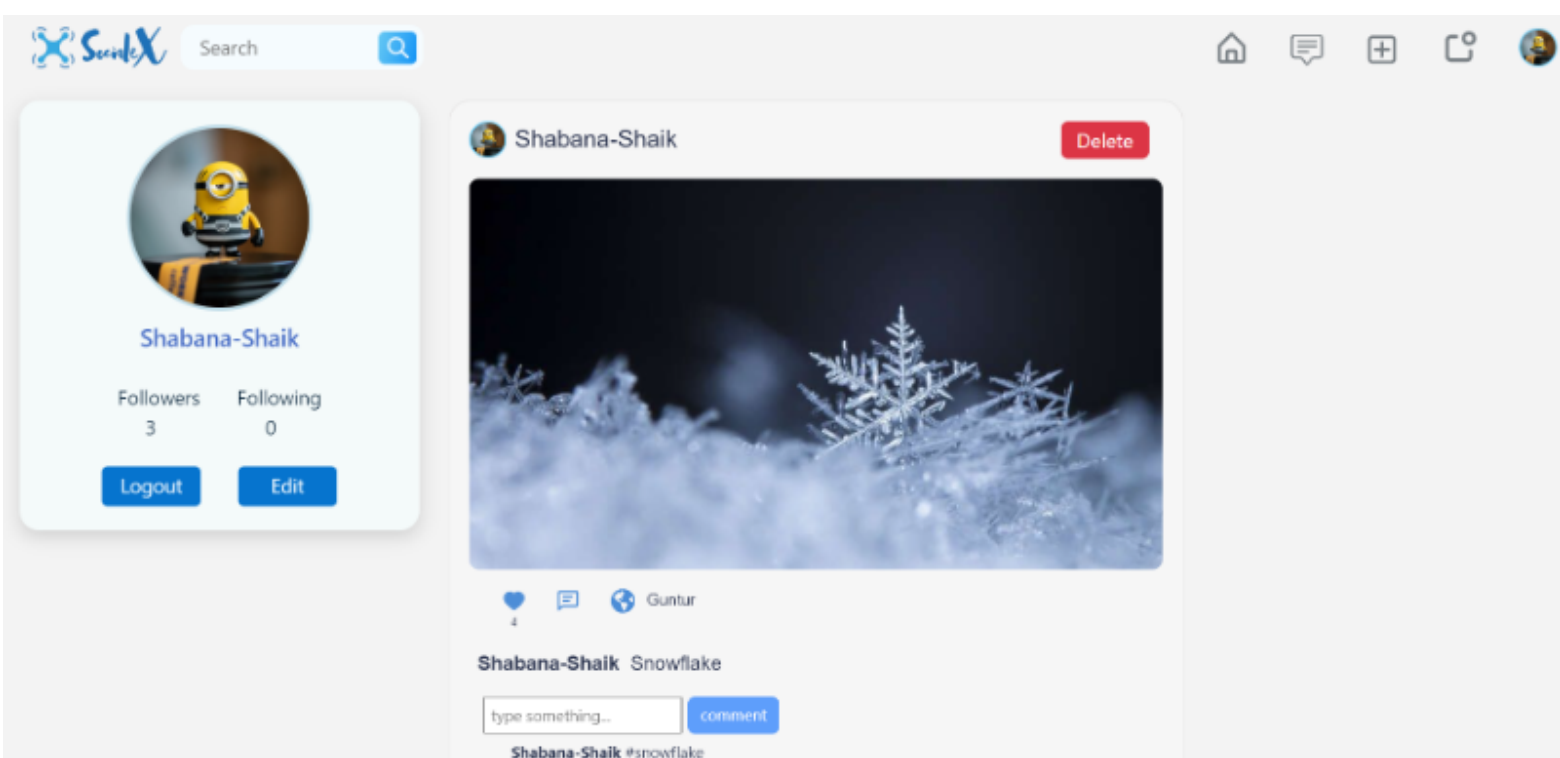 SocialeX
Search
Shabana-Shaik
Followers Following
3 0
Logout Edit
Shabana-Shaik
Delete
4
Guntur
Shabana-Shaik Snowflake
type something...
comment
Shabana-Shaik #snowflake